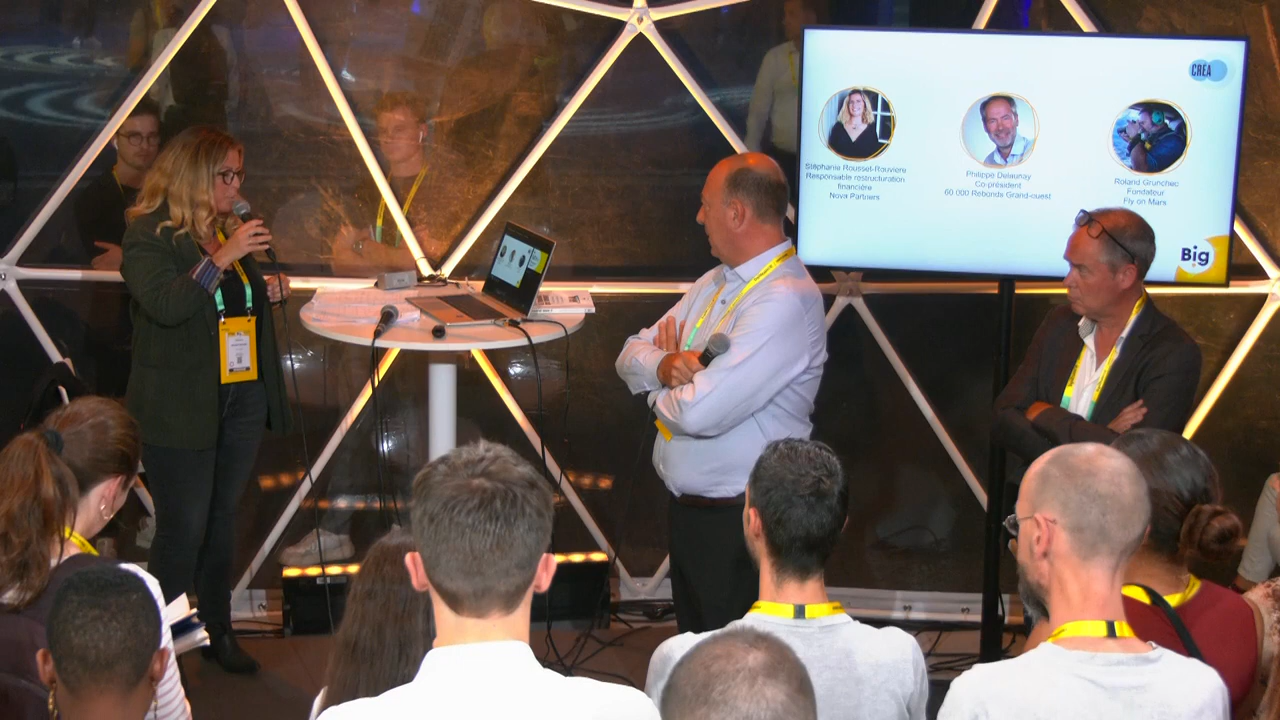 CREA
Stéphanie Roussel-Rouvière
Responsable restructuration
financière
Nova Partners
Philippe Delaunay
Co-président
60 000 Rebonds Grand-ouest
Roland Grunchec
Fondateur
Fly on Mars
Big